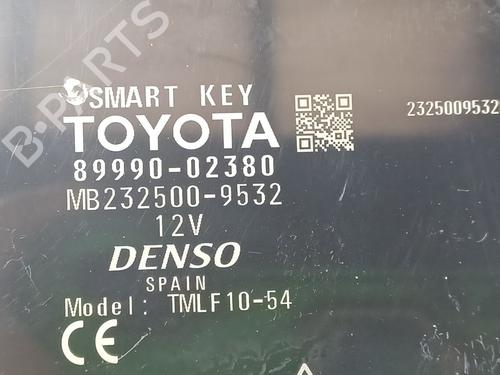 SMART KEY
TOYOTA
2325009532
89990-02380
MB232500-9532
12V
DENSO
SPAIN
Model: TMLF10-54
CE
B-PARTS